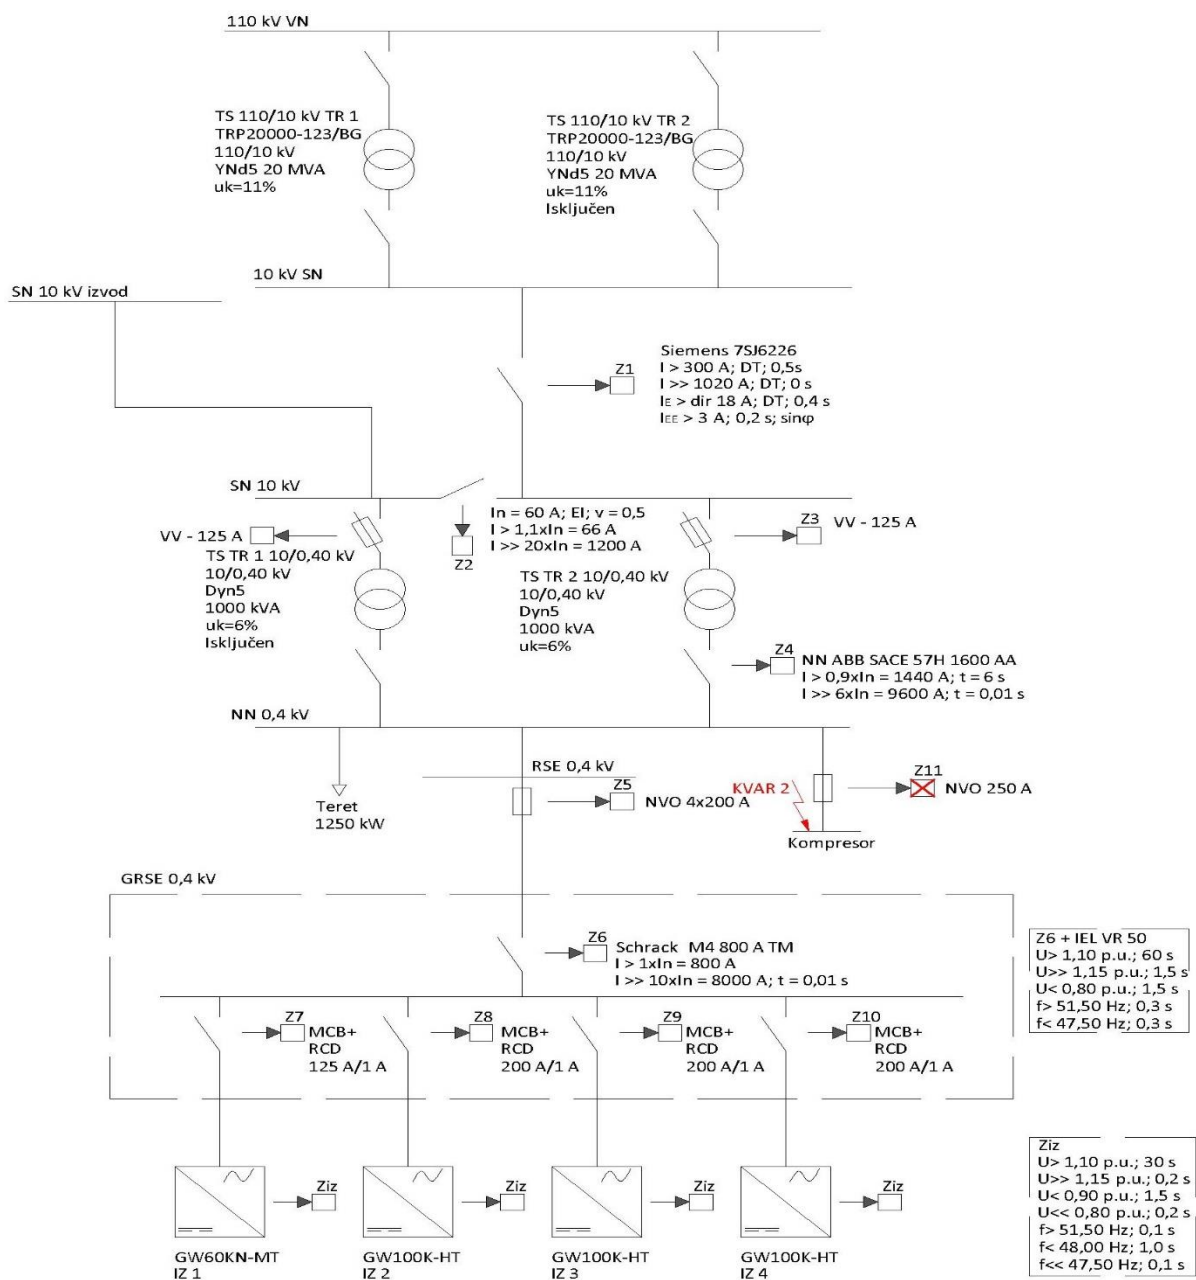 110 kV VN
TS 110/10 kV TR 1
TRP20000-123/BG
110/10 kV
YNd5 20 MVA
uk=11%
TS 110/10 kV TR 2
TRP20000-123/BG
110/10 kV
YNd5 20 MVA
uk=11%
Isključen
10 kV SN
SN 10 kV izvod
Z1
Siemens 7SJ6226
I > 300 A; DT; 0,5s
I >> 1020 A; DT; 0 s
IE > dir 18 A; DT; 0,4 s
IEE > 3 A; 0,2 s; sinφ
SN 10 kV
VV - 125 A
TS TR 1 10/0,40 kV
10/0,40 kV
Dyn5
1000 kVA
uk=6%
Isključen
Z2
In = 60 A; EI; v = 0,5
I > 1,1xIn = 66 A
I >> 20xIn = 1200 A
Z3
VV - 125 A
TS TR 2 10/0,40 kV
10/0,40 kV
Dyn5
1000 kVA
uk=6%
Z4
NN ABB SACE 57H 1600 AA
I > 0,9xIn = 1440 A; t = 6 s
I >> 6xIn = 9600 A; t = 0,01 s
NN 0,4 kV
Teret
1250 kW
RSE 0,4 kV
Z5
NVO 4x200 A
KVAR 2
Z11
NVO 250 A
Kompresor
GRSE 0,4 kV
Z6
Schrack M4 800 A TM
I > 1xIn = 800 A
I >> 10xIn = 8000 A; t = 0,01 s
Z6 + IEL VR 50
U> 1,10 p.u.; 60 s
U>> 1,15 p.u.; 1,5 s
U< 0,80 p.u.; 1,5 s
f> 51,50 Hz; 0,3 s
f< 47,50 Hz; 0,3 s
Z7
MCB+
RCD
125 A/1 A
Z8
MCB+
RCD
200 A/1 A
Z9
MCB+
RCD
200 A/1 A
Z10
MCB+
RCD
200 A/1 A
Ziz
Ziz
Ziz
Ziz
GW60KN-MT
IZ 1
GW100K-HT
IZ 2
GW100K-HT
IZ 3
GW100K-HT
IZ 4
Ziz
U> 1,10 p.u.; 30 s
U>> 1,15 p.u.; 0,2 s
U< 0,90 p.u.; 1,5 s
U<< 0,80 p.u.; 0,2 s
f> 51,50 Hz; 0,1 s
f< 48,00 Hz; 1,0 s
f<< 47,50 Hz; 0,1 s